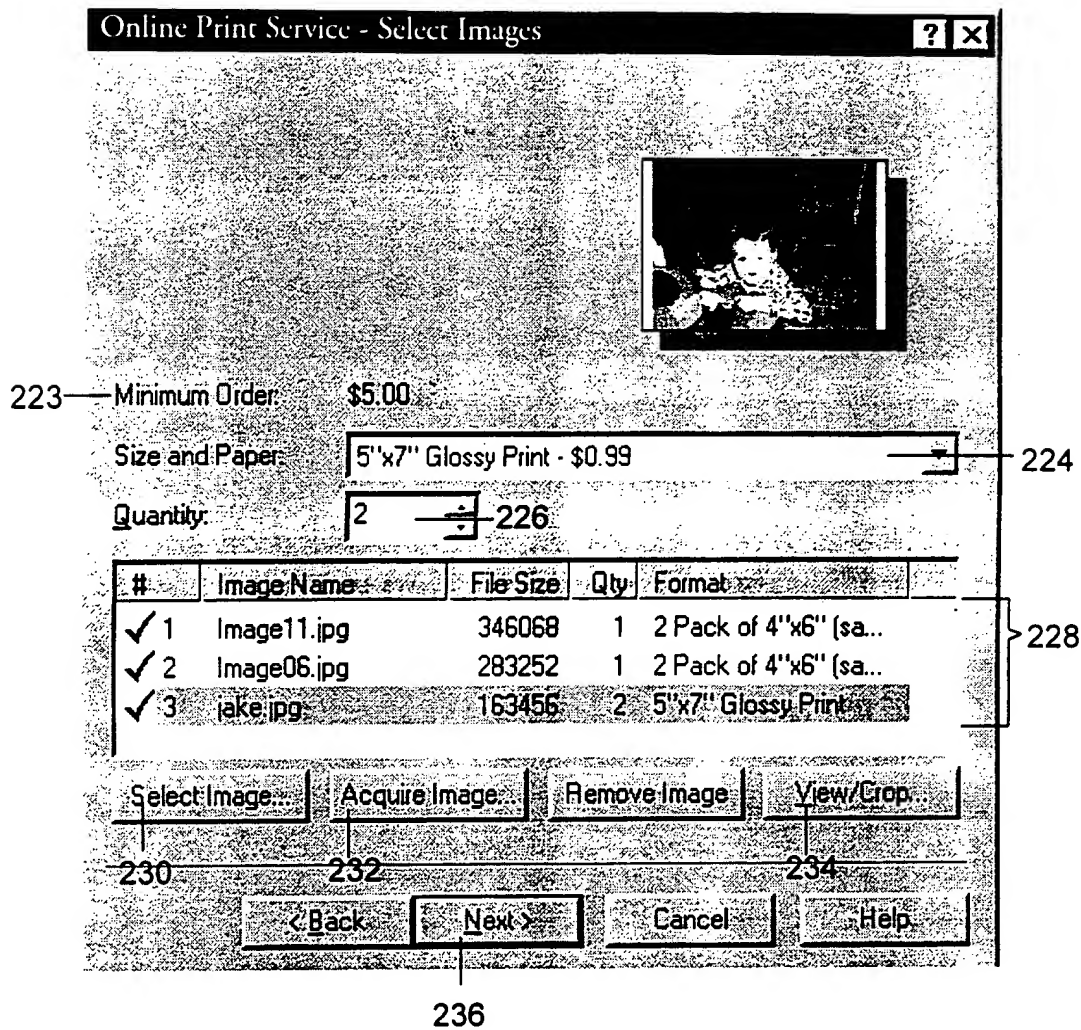 Online Print Service - Select Images ? X
223 Minimum Order: $5.00
Size and Paper: 5"x7" Glossy Print - $0.99 224
Quantity: 2 226
# Image Name File Size Qty Format
✓ 1 Image11.jpg 346068 1 2 Pack of 4"x6" (sa...
✓ 2 Image06.jpg 283252 1 2 Pack of 4"x6" (sa...
✓ 3 jake.jpg 163456 2 5"x7" Glossy Print
228
Select Image... Acquire Image... Remove Image View/Crop...
230 232 234
< Back Next > Cancel Help
236